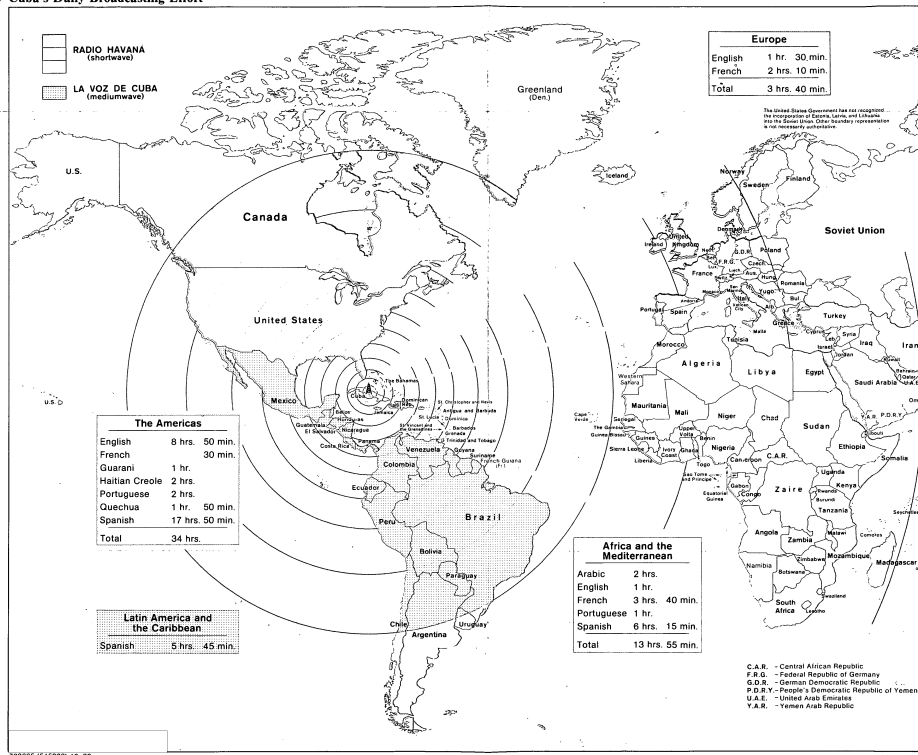 Cuba's Daily Broadcasting Effort
RADIO HAVANA
(shortwave)
LA VOZ DE CUBA
(mediumwave)
Europe
English 1 hr. 30 min.
French 2 hrs. 10 min.
Total 3 hrs. 40 min.
The United States Government has not recognized
the incorporation of Estonia, Latvia, and Lithuania
into the Soviet Union. Other boundary representation
is not necessarily authoritative.
Greenland
(Den.)
U.S.
Canada
Iceland
Norway
Sweden
Finland
Soviet Union
Denmark
Ireland
United
Kingdom
Neth.
G.D.R.
Poland
F.R.G.
Lux.
Czech.
France
Liech.
Aus.
Hung.
Romania
Monaco
San
Marino
Yugo.
Bul.
Andorra
Italy
Vatican
City
Alb.
Portugal
Spain
Greece
Turkey
Malta
Cyprus
Syria
Leb.
Israel
Iraq
Iran
Jordan
Kuwait
Bahrain
Qatar
U.A.E.
Tunisia
Morocco
Algeria
Libya
Egypt
Saudi Arabia
Western
Sahara
United States
U.S.
Mexico
Cuba
The Bahamas
Dominican
Rep.
Jamaica
Belize
Honduras
Guatemala
El Salvador
Nicaragua
Costa Rica
Panama
St. Christopher and Nevis
Antigua and Barbuda
Dominica
St. Lucia
St. Vincent and
the Grenadines
Barbados
Grenada
Trinidad and Tobago
Venezuela
Guyana
Suriname
French Guiana
(Fr.)
Colombia
Ecuador
Peru
Brazil
Bolivia
Paraguay
Chile
Argentina
Uruguay
Cape
Verde
Mauritania
Mali
Niger
Chad
Sudan
Y.A.R.
P.D.R.Y.
Om
Djibouti
Senegal
The Gambia
Guinea Bissau
Guinea
Sierra Leone
Liberia
Ivory
Coast
Upper
Volta
Ghana
Togo
Benin
Nigeria
Cameroon
C.A.R.
Ethiopia
Somalia
Sao Tome
and Principe
Equatorial
Guinea
Gabon
Congo
Zaire
Uganda
Kenya
Rwanda
Burundi
Tanzania
Seychelles
Angola
Zambia
Malawi
Comoros
Mozambique
Zimbabwe
Namibia
Botswana
Madagascar
Swaziland
Lesotho
South
Africa
The Americas
English 8 hrs. 50 min.
French 30 min.
Guarani 1 hr.
Haitian Creole 2 hrs.
Portuguese 2 hrs.
Quechua 1 hr. 50 min.
Spanish 17 hrs. 50 min.
Total 34 hrs.
Latin America and
the Caribbean
Spanish 5 hrs. 45 min.
Africa and the
Mediterranean
Arabic 2 hrs.
English 1 hr.
French 3 hrs. 40 min.
Portuguese 1 hr.
Spanish 6 hrs. 15 min.
Total 13 hrs. 55 min.
C.A.R. - Central African Republic
F.R.G. - Federal Republic of Germany
G.D.R. - German Democratic Republic
P.D.R.Y. - People's Democratic Republic of Yemen
U.A.E. - United Arab Emirates
Y.A.R. - Yemen Arab Republic